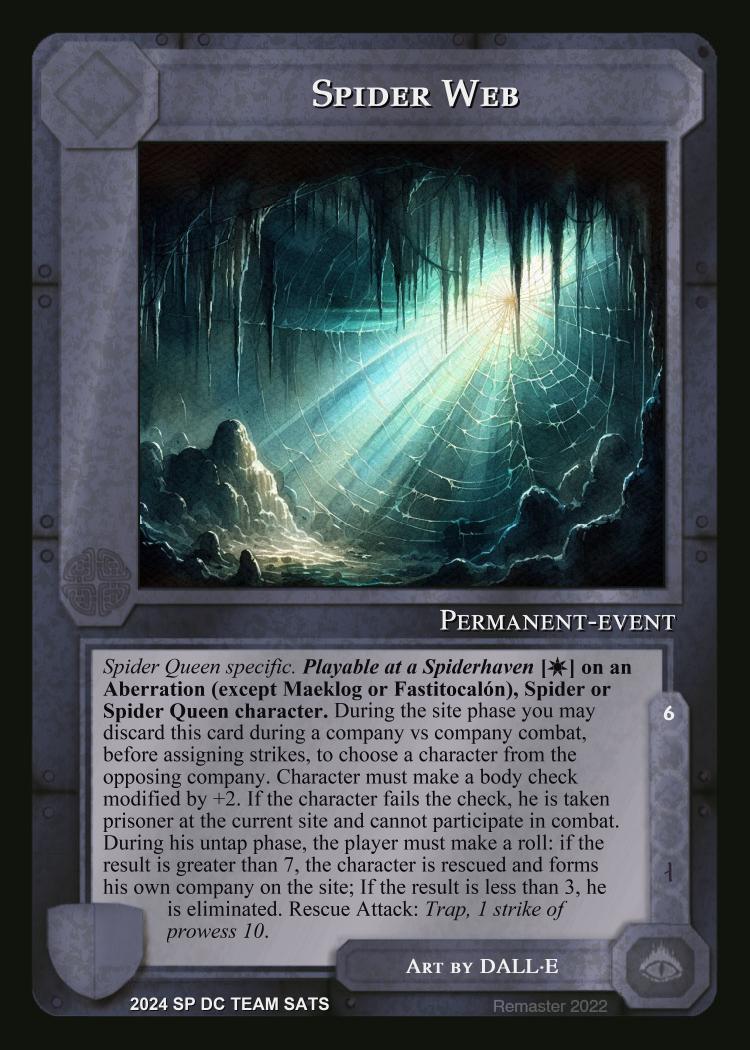 Spider Web
Permanent-event
Spider Queen specific. Playable at a Spiderhaven [☀] on an
Aberration (except Maeklog or Fastitocalón), Spider or
Spider Queen character. During the site phase you may
discard this card during a company vs company combat,
before assigning strikes, to choose a character from the
opposing company. Character must make a body check
modified by +2. If the character fails the check, he is taken
prisoner at the current site and cannot participate in combat.
During his untap phase, the player must make a roll: if the
result is greater than 7, the character is rescued and forms
his own company on the site; If the result is less than 3, he
is eliminated. Rescue Attack: Trap, 1 strike of
prowess 10.
6
Art by DALL·E
2024 SP DC TEAM SATS
Remaster 2022